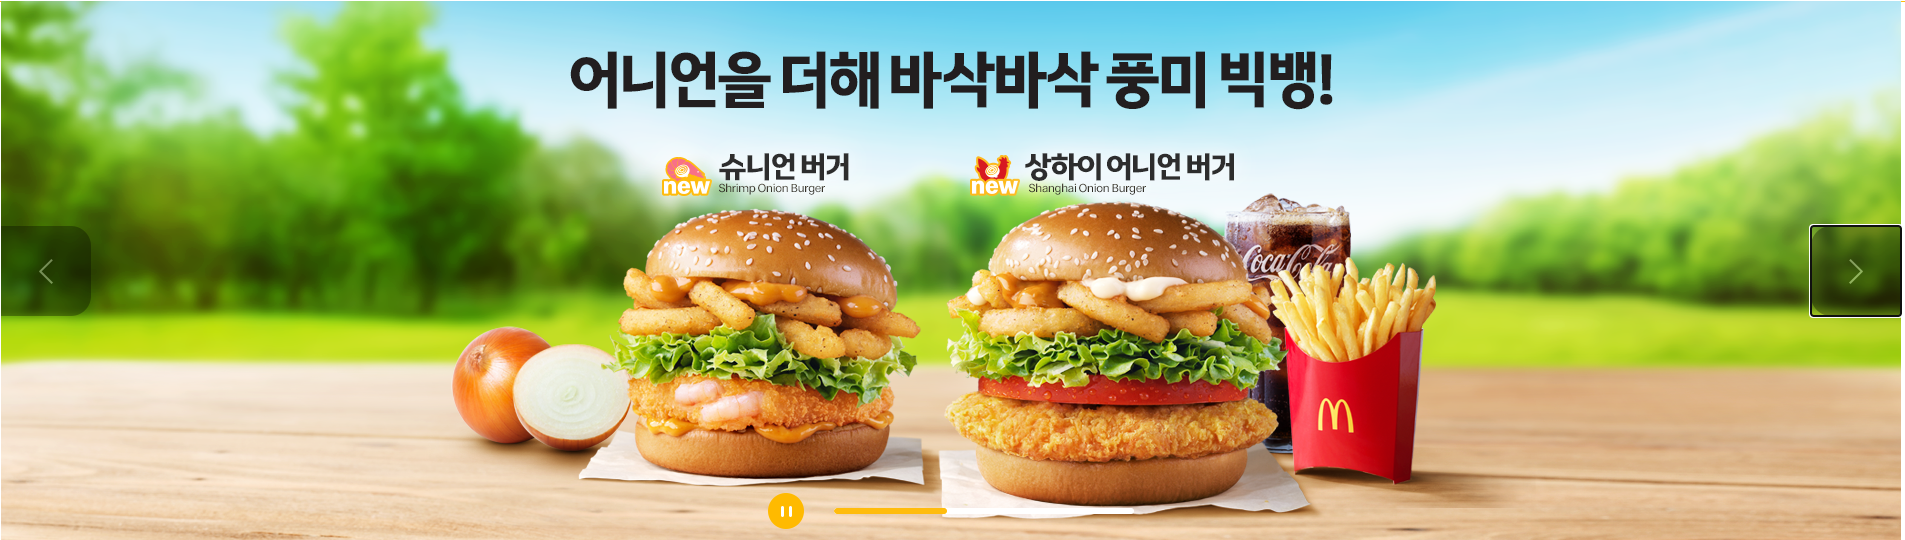 어니언을 더해 바삭바삭 풍미 빅뱅!
new 슈니언 버거
Shrimp Onion Burger
new 상하이 어니언 버거
Shanghai Onion Burger
Coca-Cola